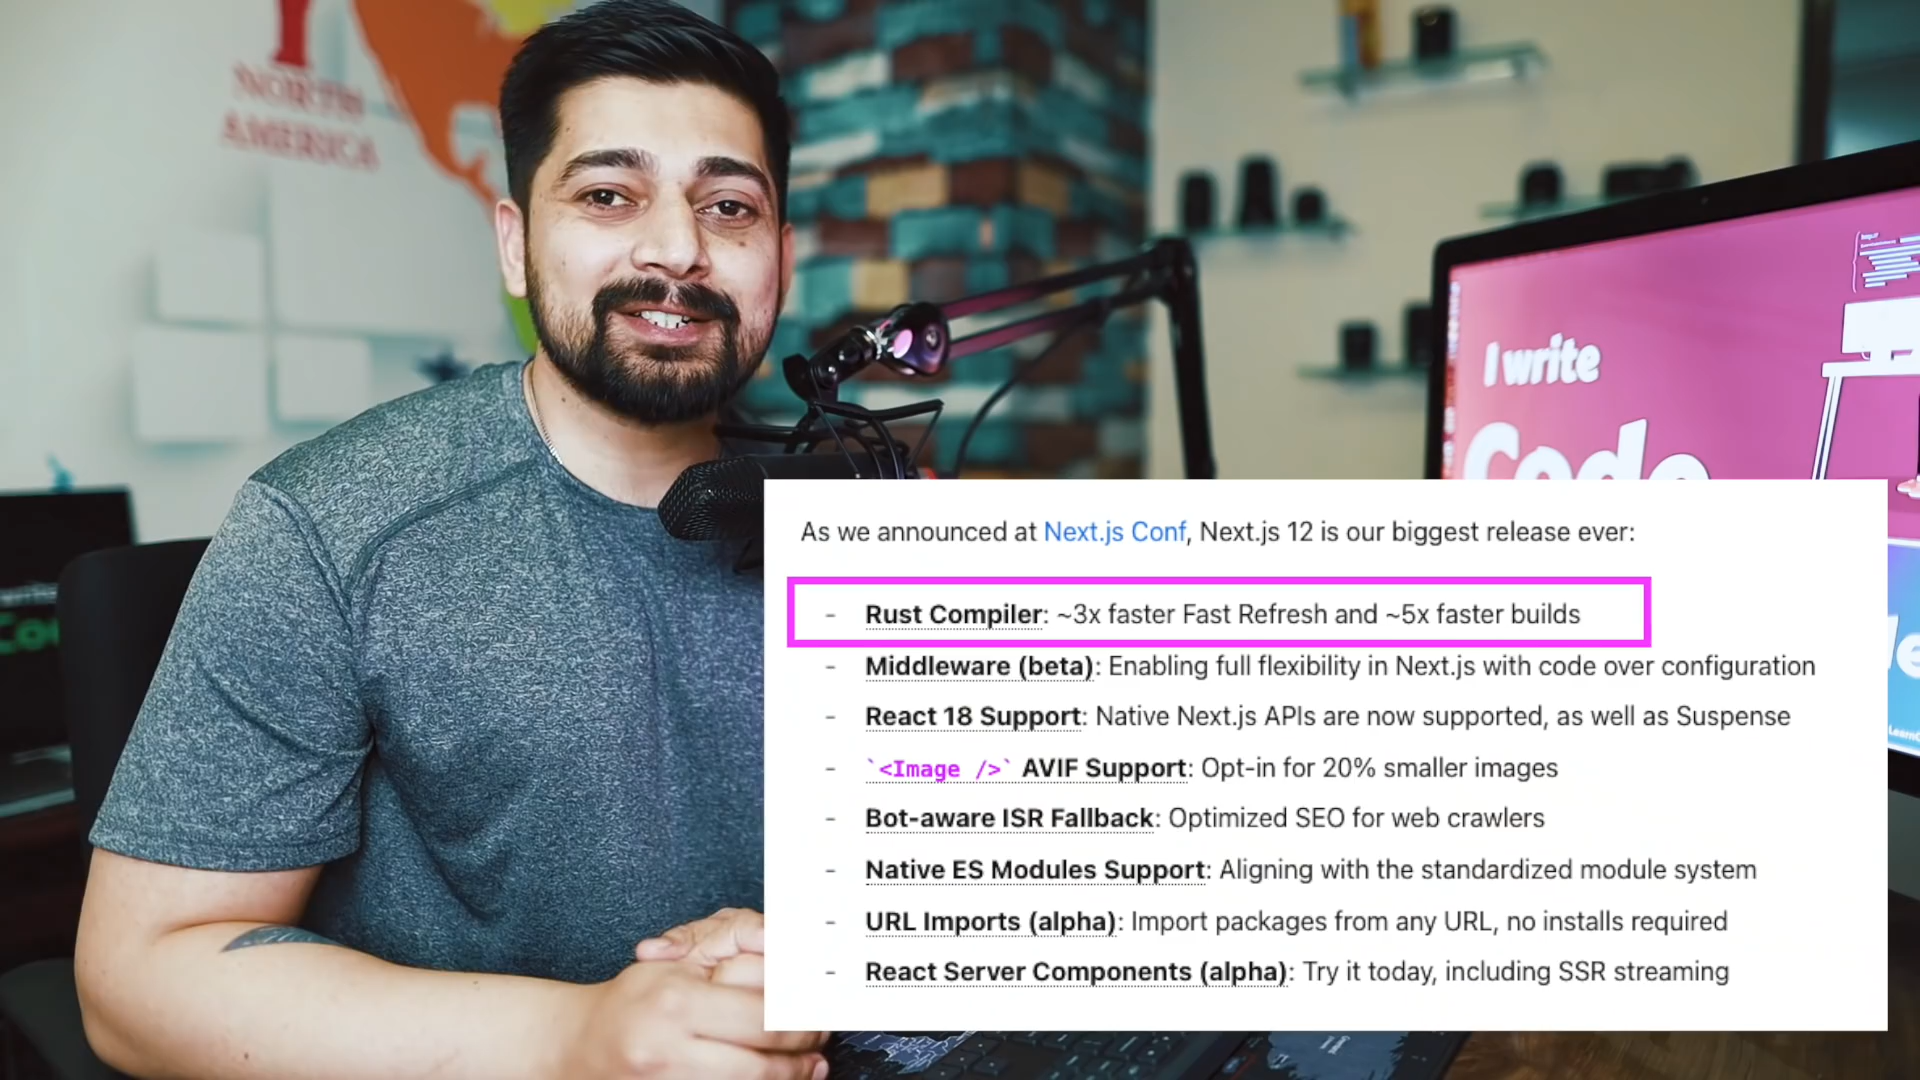 NORTH
AMERICA
I write
Code
As we announced at Next.js Conf, Next.js 12 is our biggest release ever:
- Rust Compiler: ~3x faster Fast Refresh and ~5x faster builds
- Middleware (beta): Enabling full flexibility in Next.js with code over configuration
- React 18 Support: Native Next.js APIs are now supported, as well as Suspense
- `<Image />` AVIF Support: Opt-in for 20% smaller images
- Bot-aware ISR Fallback: Optimized SEO for web crawlers
- Native ES Modules Support: Aligning with the standardized module system
- URL Imports (alpha): Import packages from any URL, no installs required
- React Server Components (alpha): Try it today, including SSR streaming